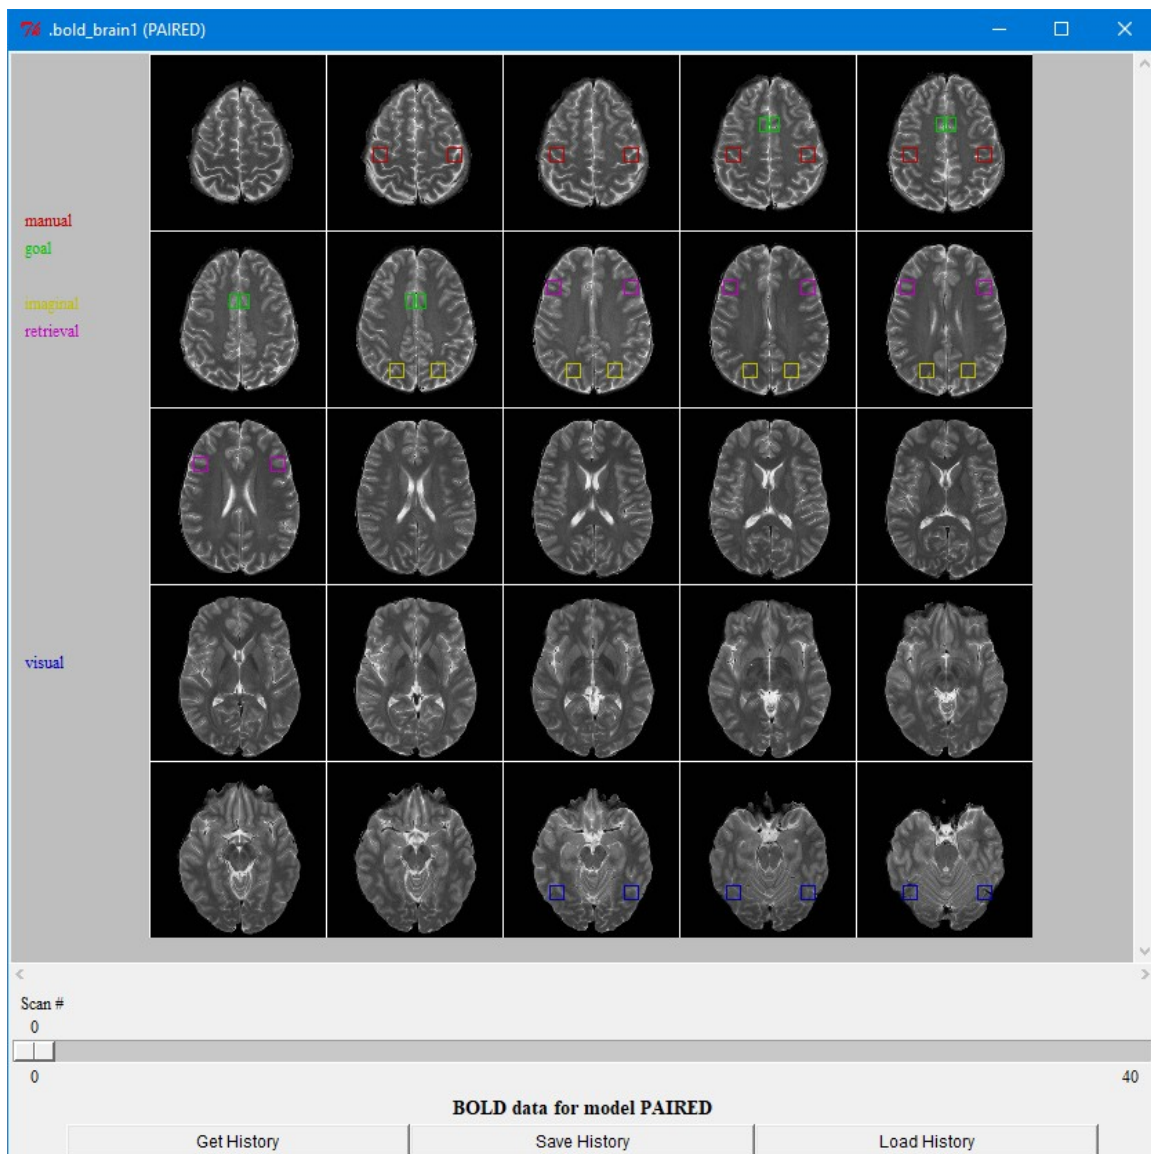 .bold_brain1 (PAIRED)
manual
goal
imaginal
retrieval
visual
Scan #
0
0 40
BOLD data for model PAIRED
Get History Save History Load History